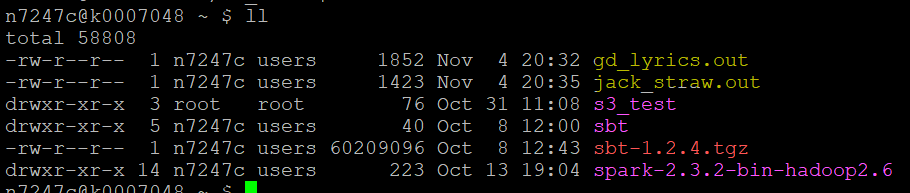 n7247c@k0007048 ~ $ ll
total 58808
-rw-r--r--  1 n7247c users     1852 Nov  4 20:32 gd_lyrics.out
-rw-r--r--  1 n7247c users     1423 Nov  4 20:35 jack_straw.out
drwxr-xr-x  3 root   root        76 Oct 31 11:08 s3_test
drwxr-xr-x  5 n7247c users       40 Oct  8 12:00 sbt
-rw-r--r--  1 n7247c users 60209096 Oct  8 12:43 sbt-1.2.4.tgz
drwxr-xr-x 14 n7247c users      223 Oct 13 19:04 spark-2.3.2-bin-hadoop2.6
n7247c@k0007048 ~ $